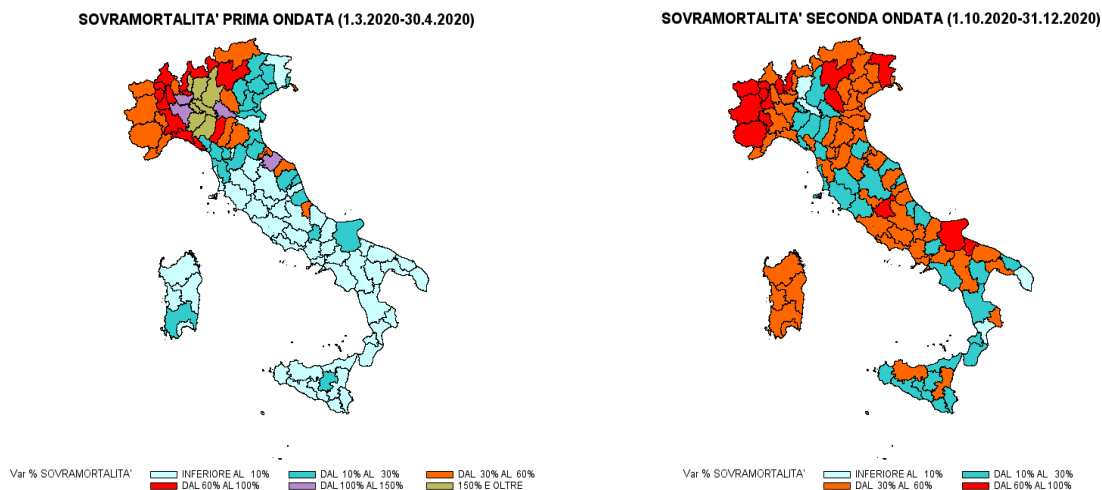 SOVRAMORTALITA' PRIMA ONDATA (1.3.2020-30.4.2020)
SOVRAMORTALITA' SECONDA ONDATA (1.10.2020-31.12.2020)
Var % SOVRAMORTALITA' INFERIORE AL 10% DAL 10% AL 30% DAL 30% AL 60%
DAL 60% AL 100% DAL 100% AL 150% 150% E OLTRE
Var % SOVRAMORTALITA' INFERIORE AL 10% DAL 10% AL 30%
DAL 30% AL 60% DAL 60% AL 100%